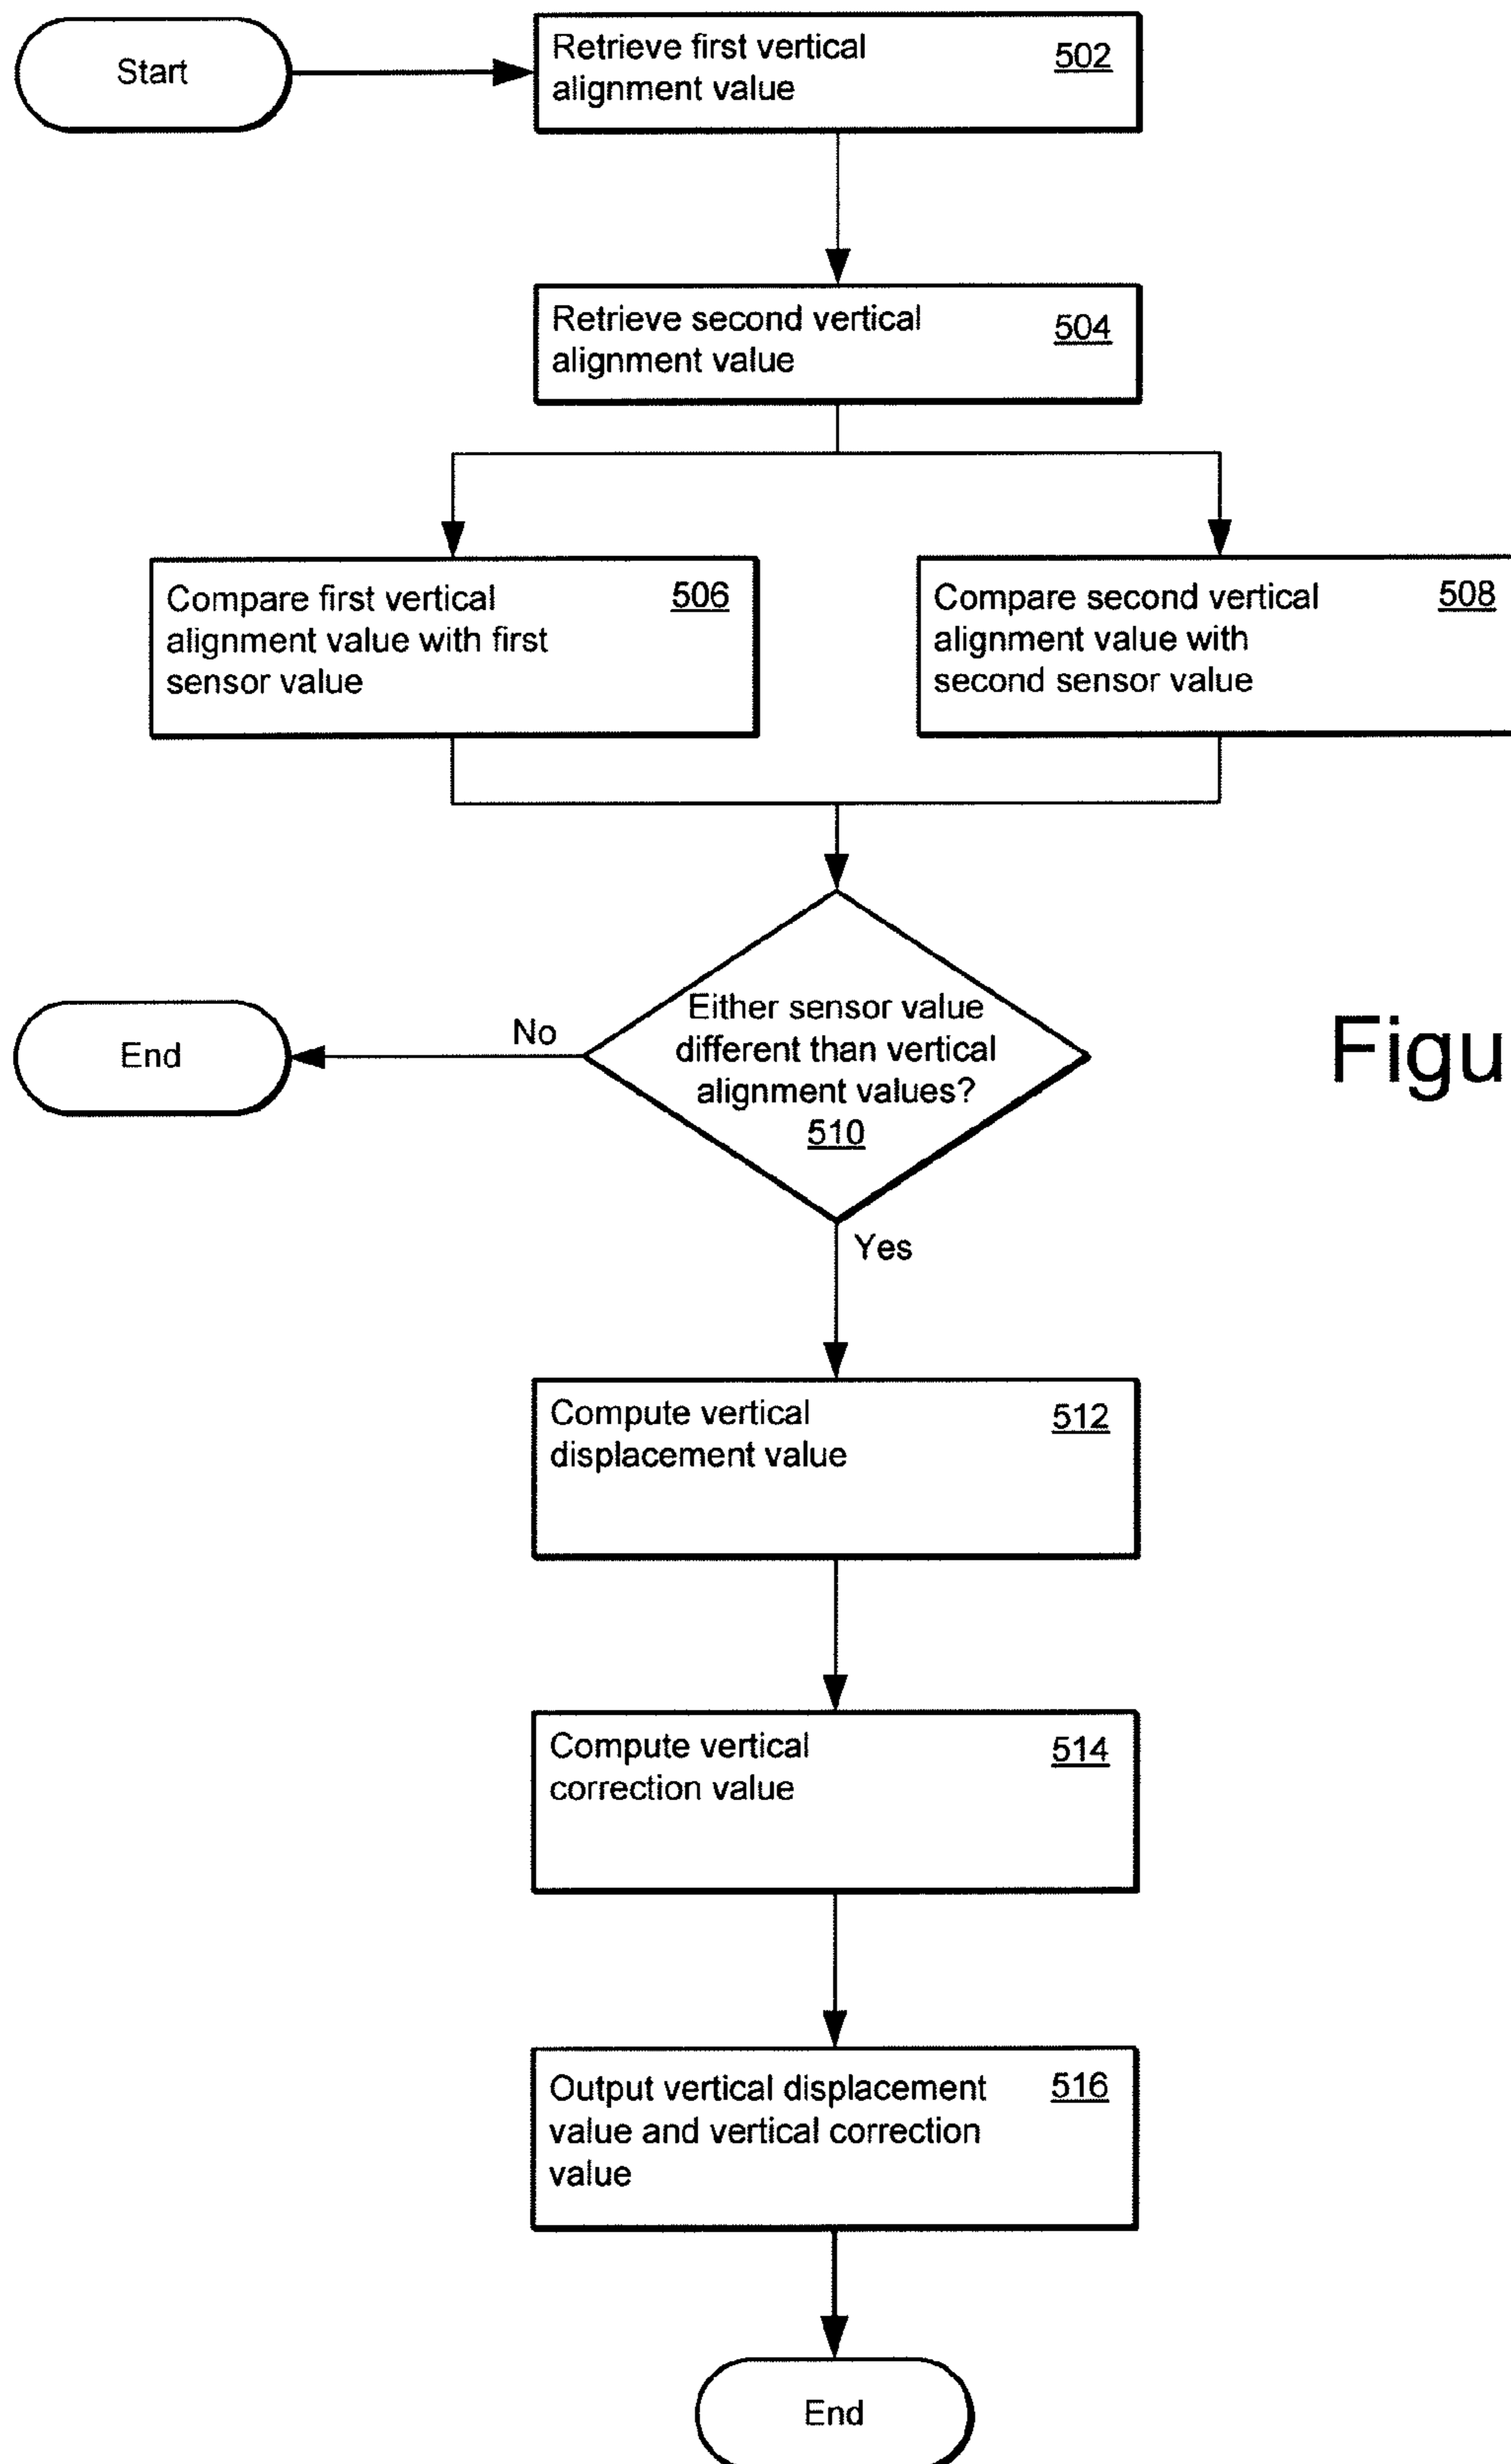 Start
Retrieve first vertical
alignment value
502
Retrieve second vertical
alignment value
504
Compare first vertical
alignment value with first
sensor value
506
Compare second vertical
alignment value with
second sensor value
508
Either sensor value
different than vertical
alignment values?
510
No
End
Figu
Yes
Compute vertical
displacement value
512
Compute vertical
correction value
514
Output vertical displacement
value and vertical correction
value
516
End